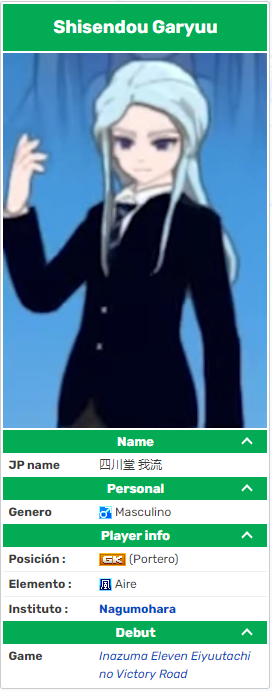 Shisendou Garyuu
Name
JP name 四川堂 我流
Personal
Genero Masculino
Player info
Posición : GK (Portero)
Elemento : 風 Aire
Instituto : Nagumohara
Debut
Game Inazuma Eleven Eiyuutachi
no Victory Road